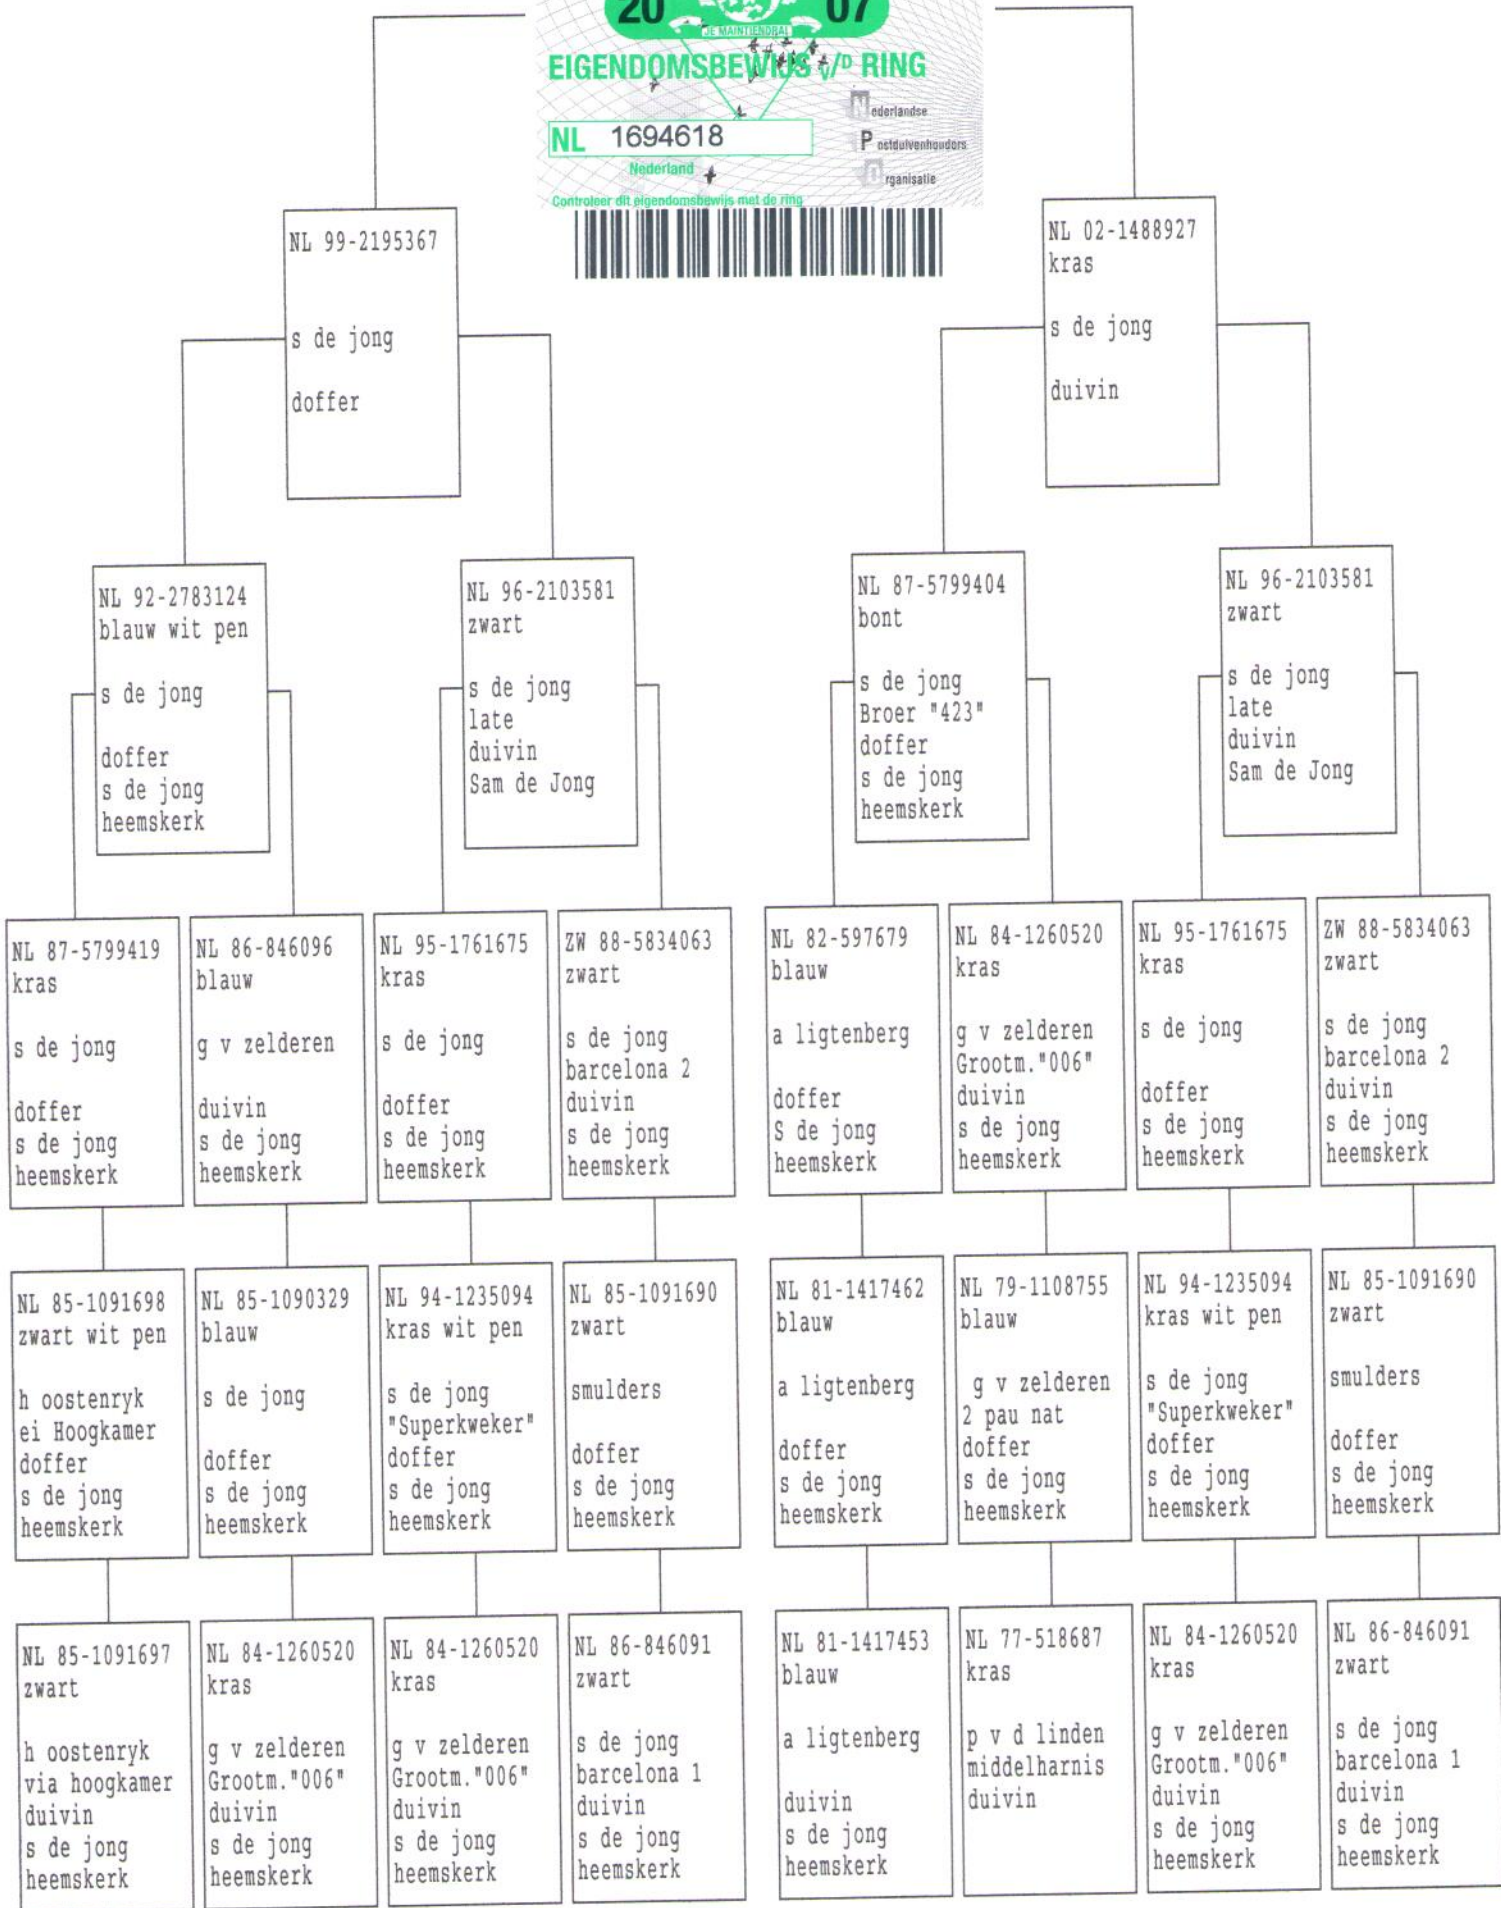 20 07
JE MAINTIENDRAI
EIGENDOMSBEWIJS v/D RING
Nederlandse
NL 1694618
Postduivenhouders
Nederland
Organisatie
Controleer dit eigendomsbewijs met de ring
NL 99-2195367
s de jong
doffer
NL 02-1488927
kras
s de jong
duivin
NL 92-2783124
blauw wit pen
s de jong
doffer
s de jong
heemskerk
NL 96-2103581
zwart
s de jong
late
duivin
Sam de Jong
NL 87-5799404
bont
s de jong
Broer "423"
doffer
s de jong
heemskerk
NL 96-2103581
zwart
s de jong
late
duivin
Sam de Jong
NL 87-5799419
kras
s de jong
doffer
s de jong
heemskerk
NL 86-846096
blauw
g v zelderen
duivin
s de jong
heemskerk
NL 95-1761675
kras
s de jong
doffer
s de jong
heemskerk
ZW 88-5834063
zwart
s de jong
barcelona 2
duivin
s de jong
heemskerk
NL 82-597679
blauw
a ligtenberg
doffer
S de jong
heemskerk
NL 84-1260520
kras
g v zelderen
Grootm."006"
duivin
s de jong
heemskerk
NL 95-1761675
kras
s de jong
doffer
s de jong
heemskerk
ZW 88-5834063
zwart
s de jong
barcelona 2
duivin
s de jong
heemskerk
NL 85-1091698
zwart wit pen
h oostenryk
ei Hoogkamer
doffer
s de jong
heemskerk
NL 85-1090329
blauw
s de jong
doffer
s de jong
heemskerk
NL 94-1235094
kras wit pen
s de jong
"Superkweker"
doffer
s de jong
heemskerk
NL 85-1091690
zwart
smulders
doffer
s de jong
heemskerk
NL 81-1417462
blauw
a ligtenberg
doffer
s de jong
heemskerk
NL 79-1108755
blauw
g v zelderen
2 pau nat
doffer
s de jong
heemskerk
NL 94-1235094
kras wit pen
s de jong
"Superkweker"
doffer
s de jong
heemskerk
NL 85-1091690
zwart
smulders
doffer
s de jong
heemskerk
NL 85-1091697
zwart
h oostenryk
via hoogkamer
duivin
s de jong
heemskerk
NL 84-1260520
kras
g v zelderen
Grootm."006"
duivin
s de jong
heemskerk
NL 84-1260520
kras
g v zelderen
Grootm."006"
duivin
s de jong
heemskerk
NL 86-846091
zwart
s de jong
barcelona 1
duivin
s de jong
heemskerk
NL 81-1417453
blauw
a ligtenberg
duivin
s de jong
heemskerk
NL 77-518687
kras
p v d linden
middelharnis
duivin
NL 84-1260520
kras
g v zelderen
Grootm."006"
duivin
s de jong
heemskerk
NL 86-846091
zwart
s de jong
barcelona 1
duivin
s de jong
heemskerk